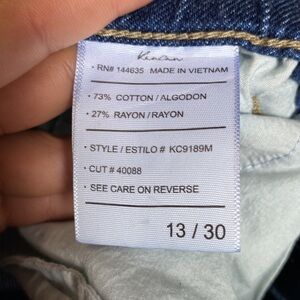 KanCan
• RN# 144635 MADE IN VIETNAM
• 73% COTTON / ALGODON
• 27% RAYON / RAYON
• STYLE / ESTILO # KC9189M
• CUT # 40088
• SEE CARE ON REVERSE
13 / 30